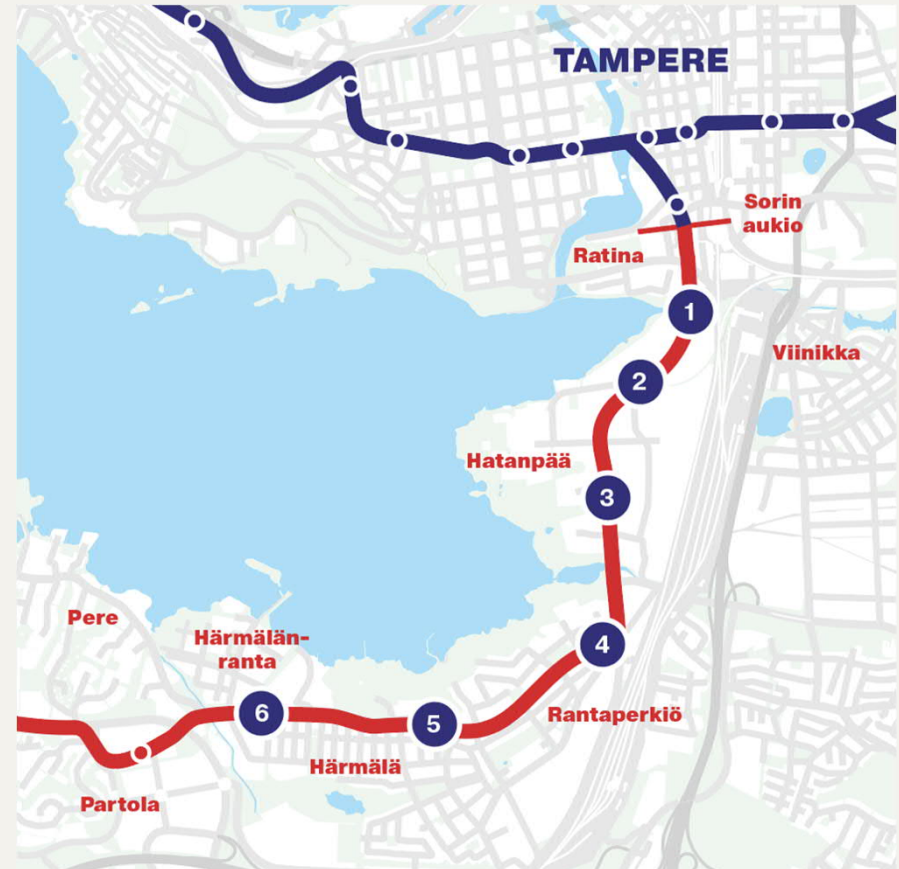 TAMPERE
Sorin
aukio
Ratina
1
Viinikka
2
Hatanpää
3
Pere
Härmälän-
ranta
4
6
5
Rantaperkiö
Härmälä
Partola